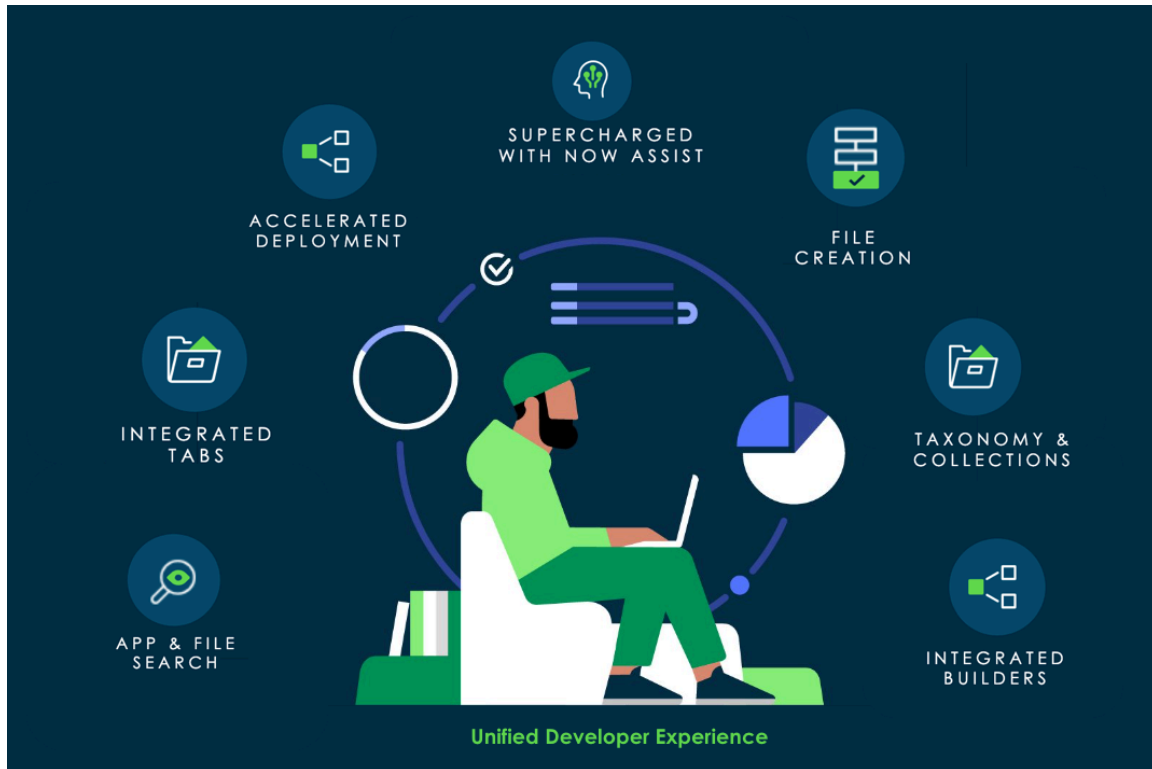 SUPERCHARGED
WITH NOW ASSIST
ACCELERATED
DEPLOYMENT
FILE
CREATION
INTEGRATED
TABS
TAXONOMY &
COLLECTIONS
APP & FILE
SEARCH
INTEGRATED
BUILDERS
Unified Developer Experience